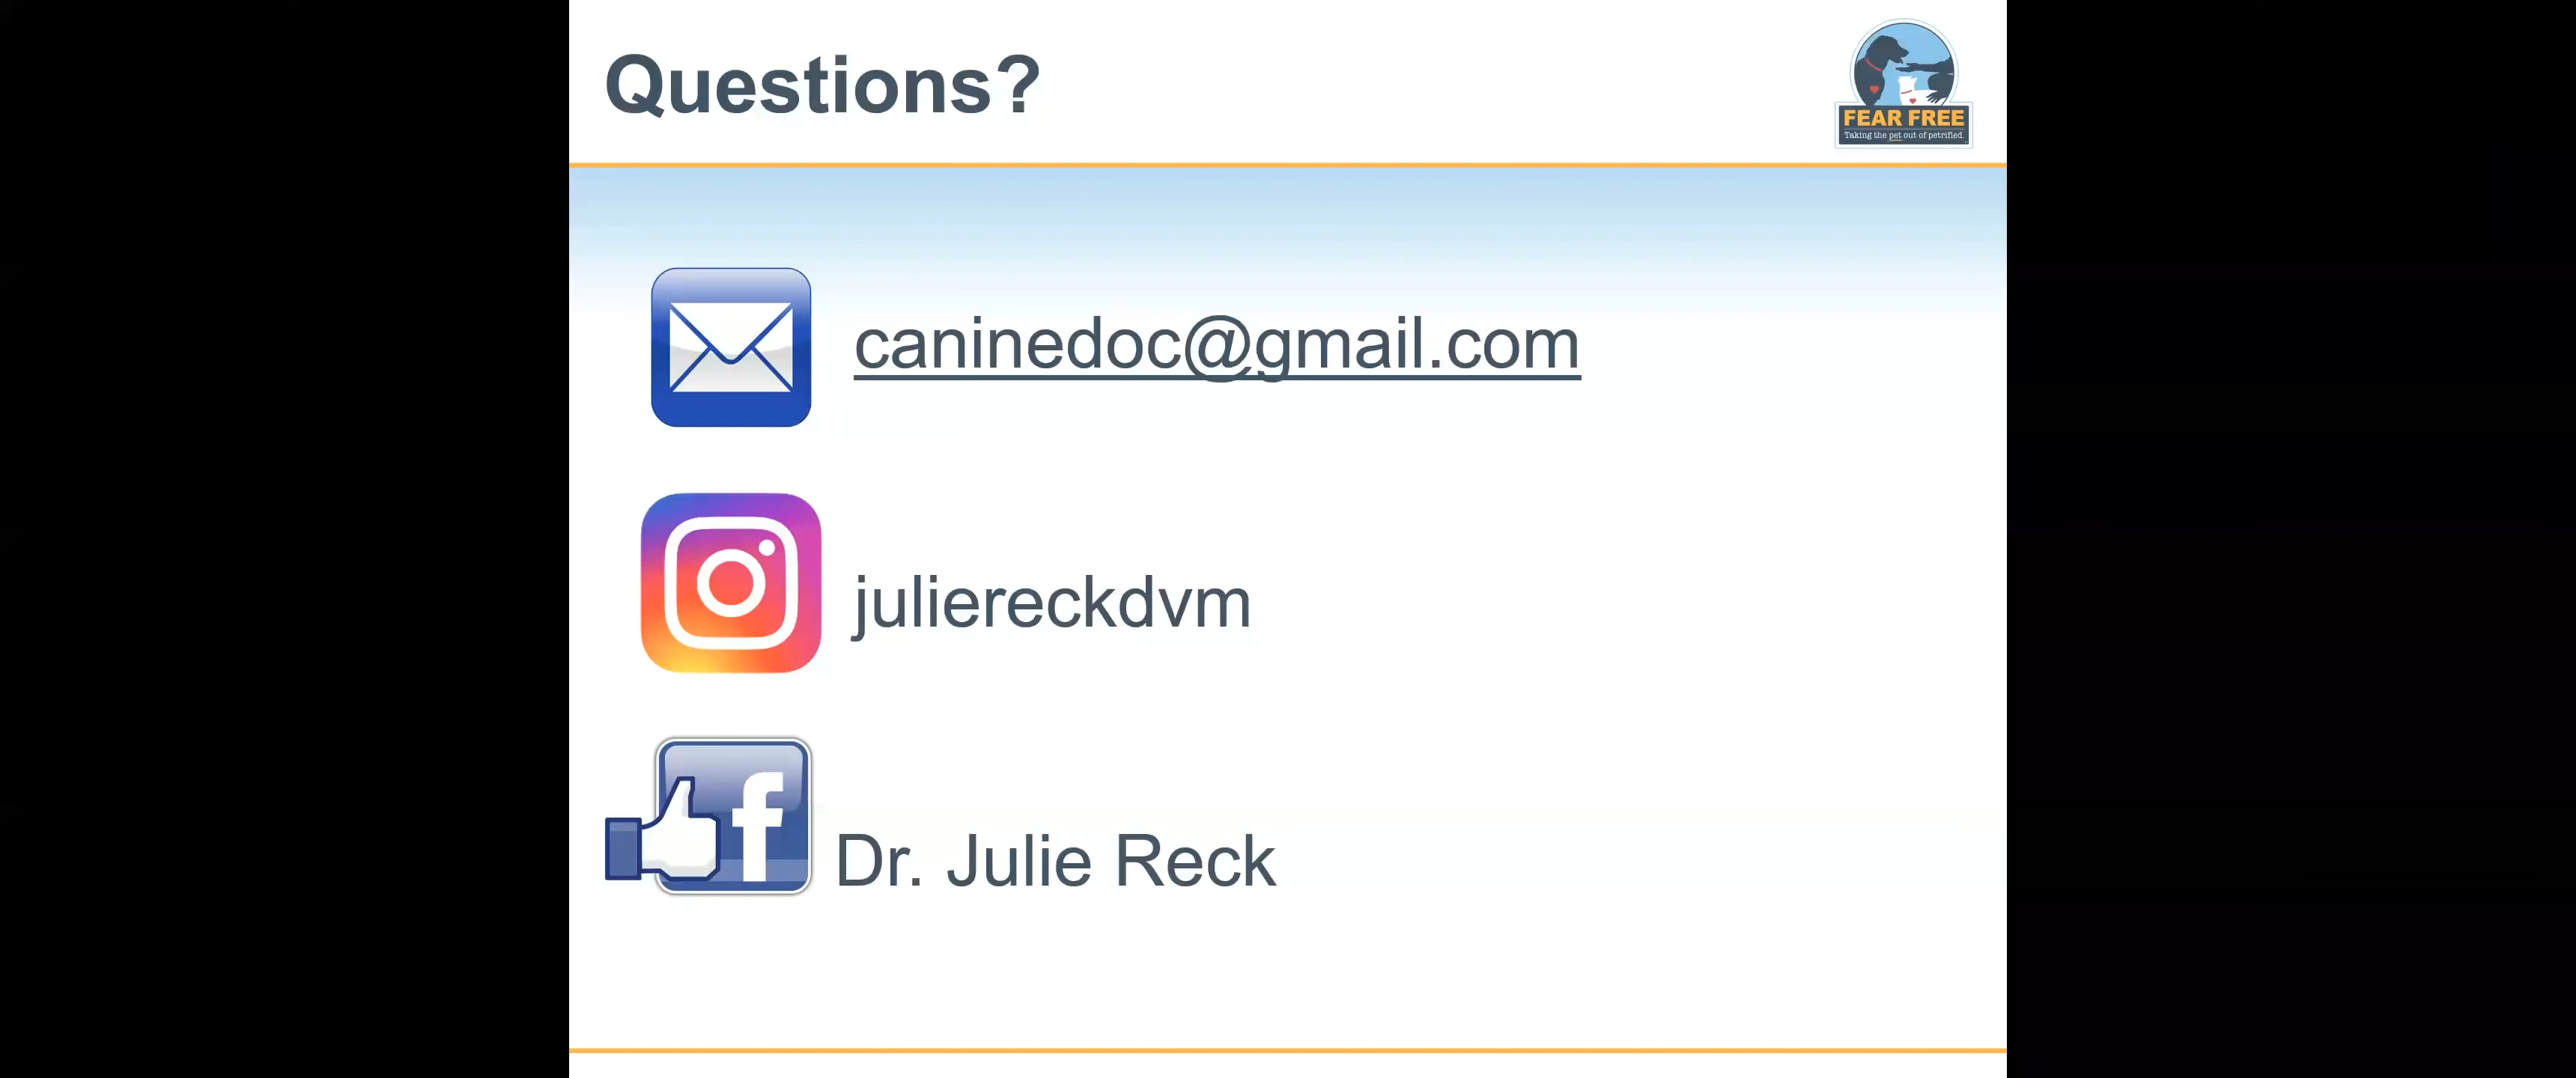 Questions?
FEAR FREE
Taking the pet out of petrified.
caninedoc@gmail.com
juliereckdvm
f
Dr. Julie Reck